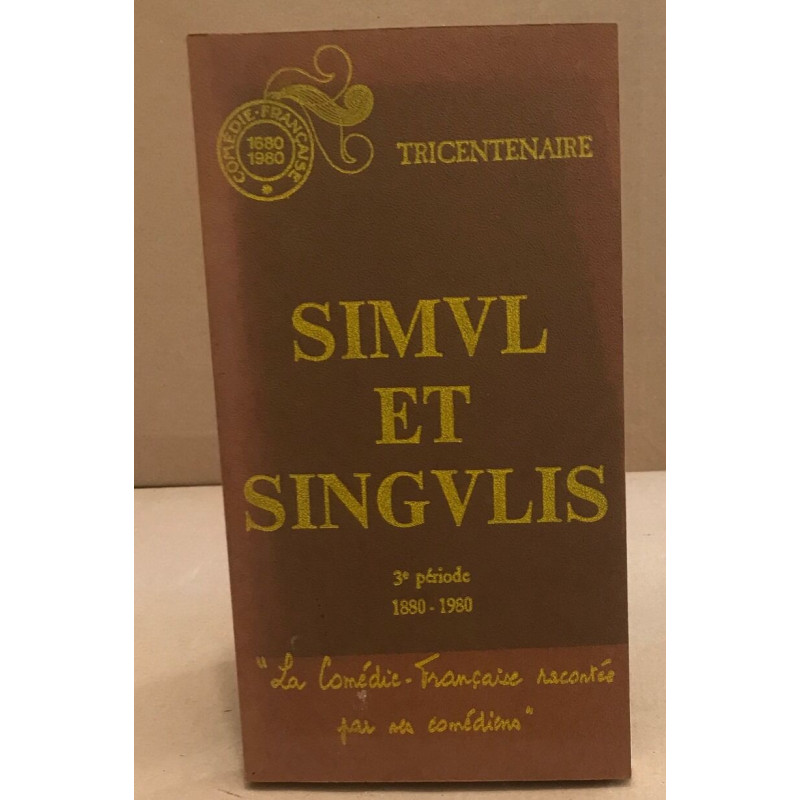 COMÉDIE-FRANÇAISE
1680
1980
TRICENTENAIRE
SIMVL
ET
SINGVLIS
3e période
1880-1980
"La Comédie-Française racontée
par ses comédiens"